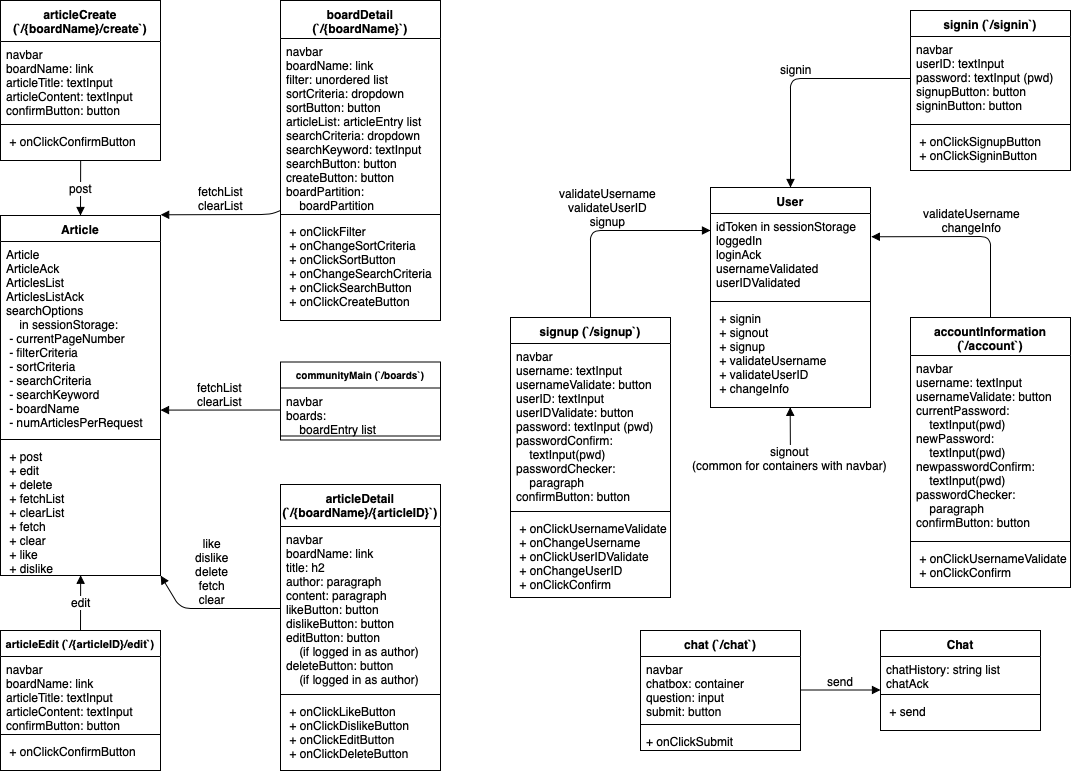 articleCreate
(`/{boardName}/create`)
navbar
boardName: link
articleTitle: textInput
articleContent: textInput
confirmButton: button
+ onClickConfirmButton
post
Article
Article
ArticleAck
ArticlesList
ArticlesListAck
searchOptions
in sessionStorage:
- currentPageNumber
- filterCriteria
- sortCriteria
- searchCriteria
- searchKeyword
- boardName
- numArticlesPerRequest
+ post
+ edit
+ delete
+ fetchList
+ clearList
+ fetch
+ clear
+ like
+ dislike
edit
articleEdit (`/{articleID}/edit`)
navbar
boardName: link
articleTitle: textInput
articleContent: textInput
confirmButton: button
+ onClickConfirmButton
boardDetail
(`/{boardName}`)
navbar
boardName: link
filter: unordered list
sortCriteria: dropdown
sortButton: button
articleList: articleEntry list
searchCriteria: dropdown
searchKeyword: textInput
searchButton: button
createButton: button
boardPartition:
boardPartition
+ onClickFilter
+ onChangeSortCriteria
+ onClickSortButton
+ onChangeSearchCriteria
+ onClickSearchButton
+ onClickCreateButton
fetchList
clearList
communityMain (`/boards`)
navbar
boards:
boardEntry list
fetchList
clearList
articleDetail
(`/{boardName}/{articleID}`)
navbar
boardName: link
title: h2
author: paragraph
content: paragraph
likeButton: button
dislikeButton: button
editButton: button
(if logged in as author)
deleteButton: button
(if logged in as author)
+ onClickLikeButton
+ onClickDislikeButton
+ onClickEditButton
+ onClickDeleteButton
like
dislike
delete
fetch
clear
signin (`/signin`)
navbar
userID: textInput
password: textInput (pwd)
signupButton: button
signinButton: button
+ onClickSignupButton
+ onClickSigninButton
signin
User
idToken in sessionStorage
loggedIn
loginAck
usernameValidated
userIDValidated
+ signin
+ signout
+ signup
+ validateUsername
+ validateUserID
+ changeInfo
validateUsername
validateUserID
signup
validateUsername
changeInfo
signout
(common for containers with navbar)
signup (`/signup`)
navbar
username: textInput
usernameValidate: button
userID: textInput
userIDValidate: button
password: textInput (pwd)
passwordConfirm:
textInput(pwd)
passwordChecker:
paragraph
confirmButton: button
+ onClickUsernameValidate
+ onChangeUsername
+ onClickUserIDValidate
+ onChangeUserID
+ onClickConfirm
accountInformation
(`/account`)
navbar
username: textInput
usernameValidate: button
currentPassword:
textInput(pwd)
newPassword:
textInput(pwd)
newpasswordConfirm:
textInput(pwd)
passwordChecker:
paragraph
confirmButton: button
+ onClickUsernameValidate
+ onClickConfirm
chat (`/chat`)
navbar
chatbox: container
question: input
submit: button
+ onClickSubmit
send
Chat
chatHistory: string list
chatAck
+ send